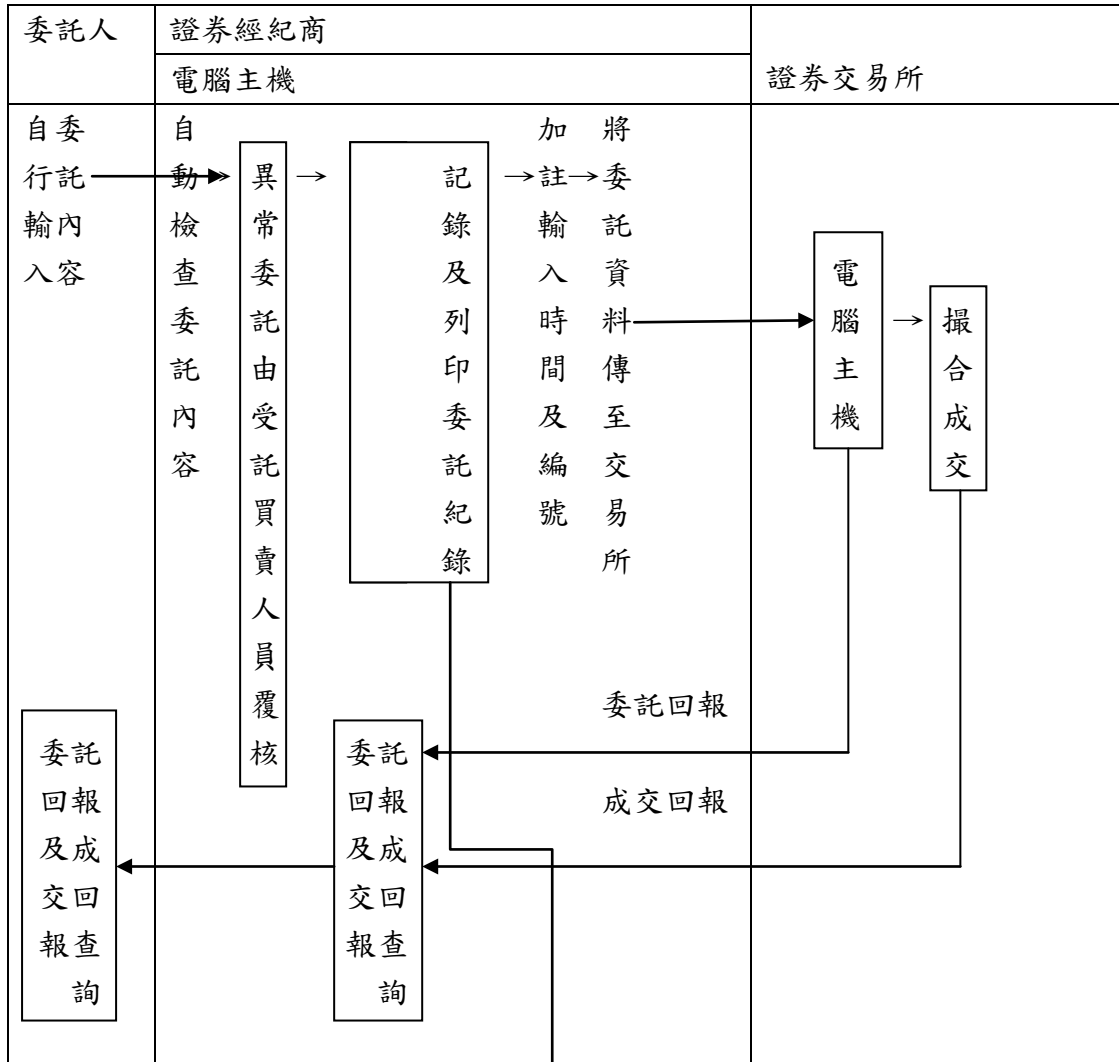 委託人
證券經紀商
電腦主機
證券交易所
自行輸入
委託內容
自動檢查委託內容
異常委託由受託買賣人員覆核
→
記錄及列印委託紀錄
→
加註輸入時間及編號
→
將委託資料傳至交易所
電腦主機
→
撮合成交
委託回報
成交回報
委託
回報
及成
交回
報查
詢
委託
回報
及成
交回
報查
詢